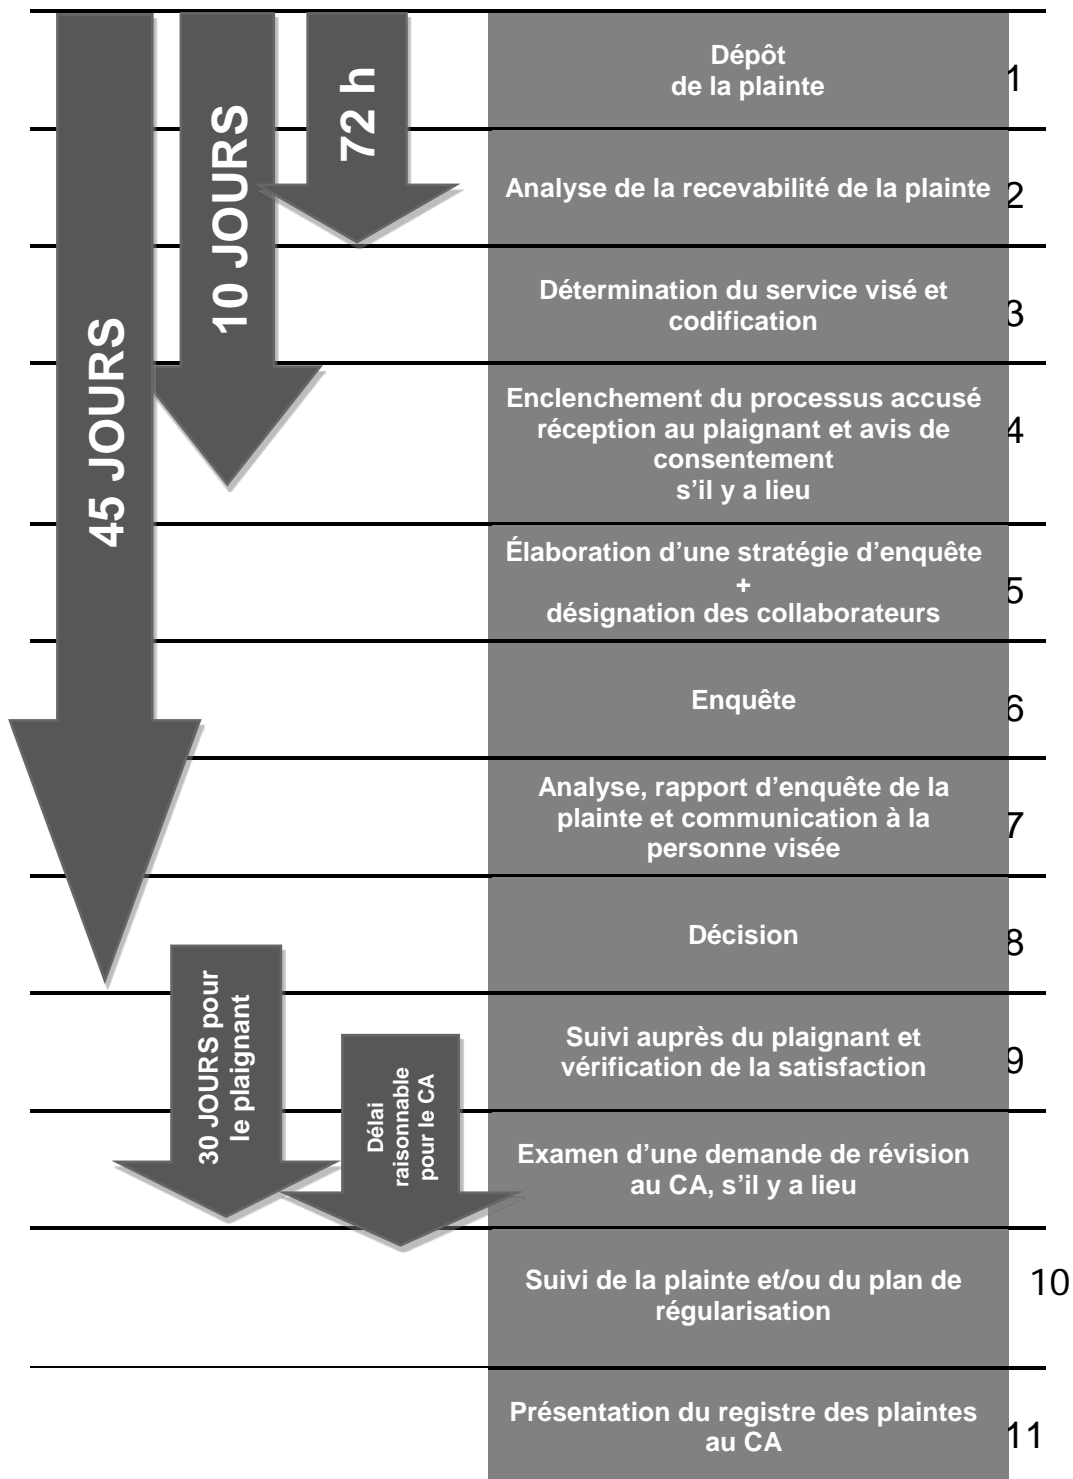 45 JOURS
10 JOURS
72 h
Dépôt
de la plainte
1
Analyse de la recevabilité de la plainte
2
Détermination du service visé et
codification
3
Enclenchement du processus accusé
réception au plaignant et avis de
consentement
s’il y a lieu
4
Élaboration d’une stratégie d’enquête
+
désignation des collaborateurs
5
Enquête
6
Analyse, rapport d’enquête de la
plainte et communication à la
personne visée
7
Décision
8
30 JOURS pour
le plaignant
Délai
raisonnable
pour le CA
Suivi auprès du plaignant et
vérification de la satisfaction
9
Examen d’une demande de révision
au CA, s’il y a lieu
Suivi de la plainte et/ou du plan de
régularisation
10
Présentation du registre des plaintes
au CA
11